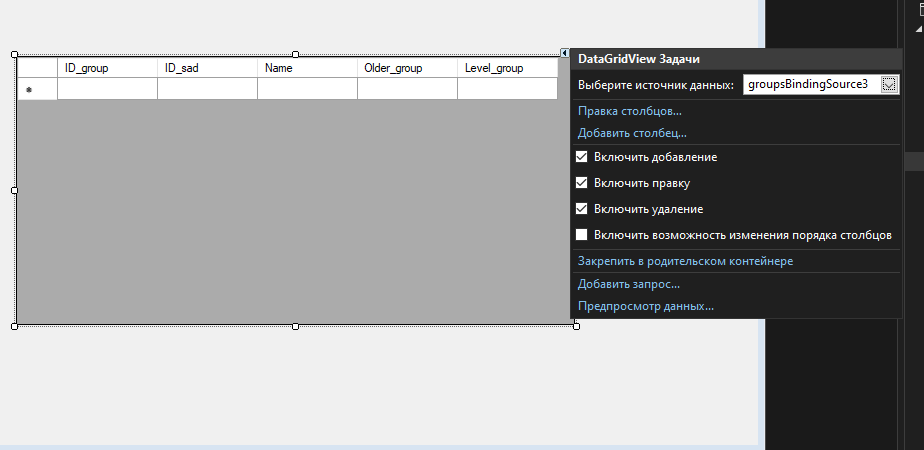 ID_group ID_sad Name Older_group Level_group
DataGridView Задачи
Выберите источник данных: groupsBindingSource3
Правка столбцов...
Добавить столбец...
Включить добавление
Включить правку
Включить удаление
Включить возможность изменения порядка столбцов
Закрепить в родительском контейнере
Добавить запрос...
Предпросмотр данных...